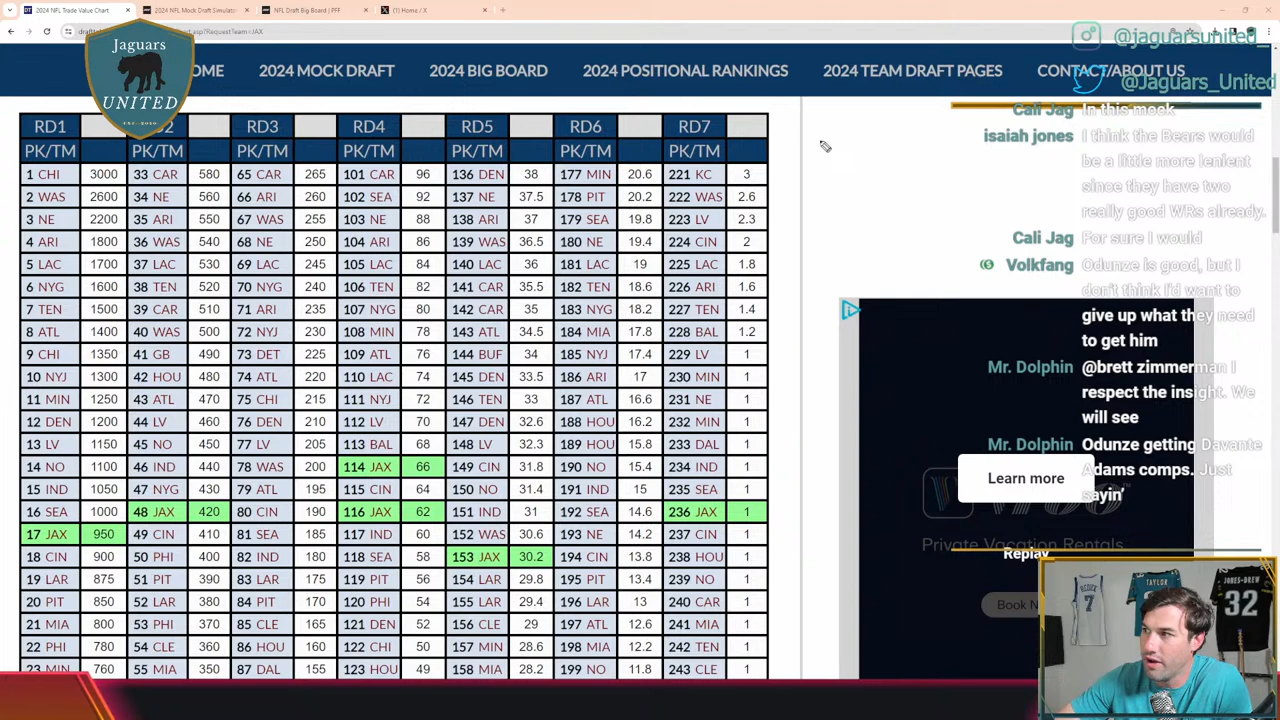 2024 NFL Trade Value Chart
2024 NFL Mock Draft Simulator
NFL Draft Big Board | PFF
(1) Home / X
Jaguars
UNITED
@jaguarsunited_
@Jaguars_United
OME
2024 MOCK DRAFT
2024 BIG BOARD
2024 POSITIONAL RANKINGS
2024 TEAM DRAFT PAGES
CONTACT/ABOUT US
RD1 RD3 RD4 RD5 RD6 RD7
PK/TM PK/TM PK/TM PK/TM PK/TM PK/TM PK/TM
1 CHI 3000 33 CAR 580 65 CAR 265 101 CAR 96 136 DEN 38 177 MIN 20.6 221 KC 3
2 WAS 2600 34 NE 560 66 ARI 260 102 SEA 92 137 NE 37.5 178 PIT 20.2 222 WAS 2.6
3 NE 2200 35 ARI 550 67 WAS 255 103 NE 88 138 ARI 37 179 SEA 19.8 223 LV 2.3
4 ARI 1800 36 WAS 540 68 NE 250 104 ARI 86 139 WAS 36.5 180 NE 19.4 224 CIN 2
5 LAC 1700 37 LAC 530 69 LAC 245 105 LAC 84 140 LAC 36 181 LAC 19 225 LAC 1.8
6 NYG 1600 38 TEN 520 70 NYG 240 106 TEN 82 141 CAR 35.5 182 TEN 18.6 226 ARI 1.6
7 TEN 1500 39 CAR 510 71 ARI 235 107 NYG 80 142 CAR 35 183 NYG 18.2 227 TEN 1.4
8 ATL 1400 40 WAS 500 72 NYJ 230 108 MIN 78 143 ATL 34.5 184 MIA 17.8 228 BAL 1.2
9 CHI 1350 41 GB 490 73 DET 225 109 ATL 76 144 BUF 34 185 NYJ 17.4 229 LV 1
10 NYJ 1300 42 HOU 480 74 ATL 220 110 LAC 74 145 DEN 33.5 186 ARI 17 230 MIN 1
11 MIN 1250 43 ATL 470 75 CHI 215 111 NYJ 72 146 TEN 33 187 ATL 16.6 231 NE 1
12 DEN 1200 44 LV 460 76 DEN 210 112 LV 70 147 DEN 32.6 188 HOU 16.2 232 MIN 1
13 LV 1150 45 NO 450 77 LV 205 113 BAL 68 148 LV 32.3 189 HOU 15.8 233 DAL 1
14 NO 1100 46 IND 440 78 WAS 200 114 JAX 66 149 CIN 31.8 190 NO 15.4 234 IND 1
15 IND 1050 47 NYG 430 79 ATL 195 115 CIN 64 150 NO 31.4 191 IND 15 235 SEA 1
16 SEA 1000 48 JAX 420 80 CIN 190 116 JAX 62 151 IND 31 192 SEA 14.6 236 JAX 1
17 JAX 950 49 CIN 410 81 SEA 185 117 IND 60 152 WAS 30.6 193 NE 14.2 237 CIN 1
18 CIN 900 50 PHI 400 82 IND 180 118 SEA 58 153 JAX 30.2 194 CIN 13.8 238 HOU 1
19 LAR 875 51 PIT 390 83 LAR 175 119 PIT 56 154 LAR 29.8 195 PIT 13.4 239 NO 1
20 PIT 850 52 LAR 380 84 PIT 170 120 PHI 54 155 LAR 29.4 196 LAR 13 240 CAR 1
21 MIA 800 53 PHI 370 85 CLE 165 121 DEN 52 156 CLE 29 197 ATL 12.6 241 MIA 1
22 PHI 780 54 CLE 350 86 HOU 160 122 CHI 50 157 MIN 28.6 198 MIA 12.2 242 TEN 1
23 MIN 760 55 MIA 350 87 DAL 155 123 HOU 49 158 MIA 28.2 199 NO 11.8 243 CLE 1
Cali Jag In this mock
isaiah jones I think the Bears would
be a little more lenient
since they have two
really good WRs already.
Cali Jag For sure I would
Volkfang Odunze is good, but I
don't think I'd want to
give up what they need
to get him
Mr. Dolphin @brett zimmerman I
respect the insight. We
will see
Mr. Dolphin Odunze getting Davante
Adams comps. Just
sayin'
Learn more
Private Vacation Rentals
Replay
TAYLOR
JONES-DREW
7
32